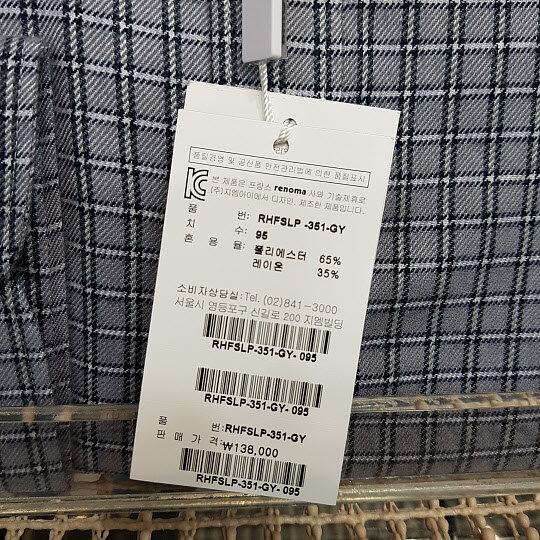 품질경영 및 공산품 안전관리법에 의한 품질표시
본 제품은 프랑스 renoma 사와 기술제휴로
(주)지엠아이에서 디자인, 제조한 제품입니다.
품 번: RHFSLP -351-GY
치 수: 95
혼 용 율: 폴리에스터 65%
레이온 35%
소비자상담실:Tel. (02)841-3000
서울시 영등포구 신길로 200 지엠빌딩
RHFSLP-351-GY- 095
RHFSLP-351-GY- 095
품 번:RHFSLP-351-GY
판 매 가 격:₩138,000
RHFSLP-351-GY- 095